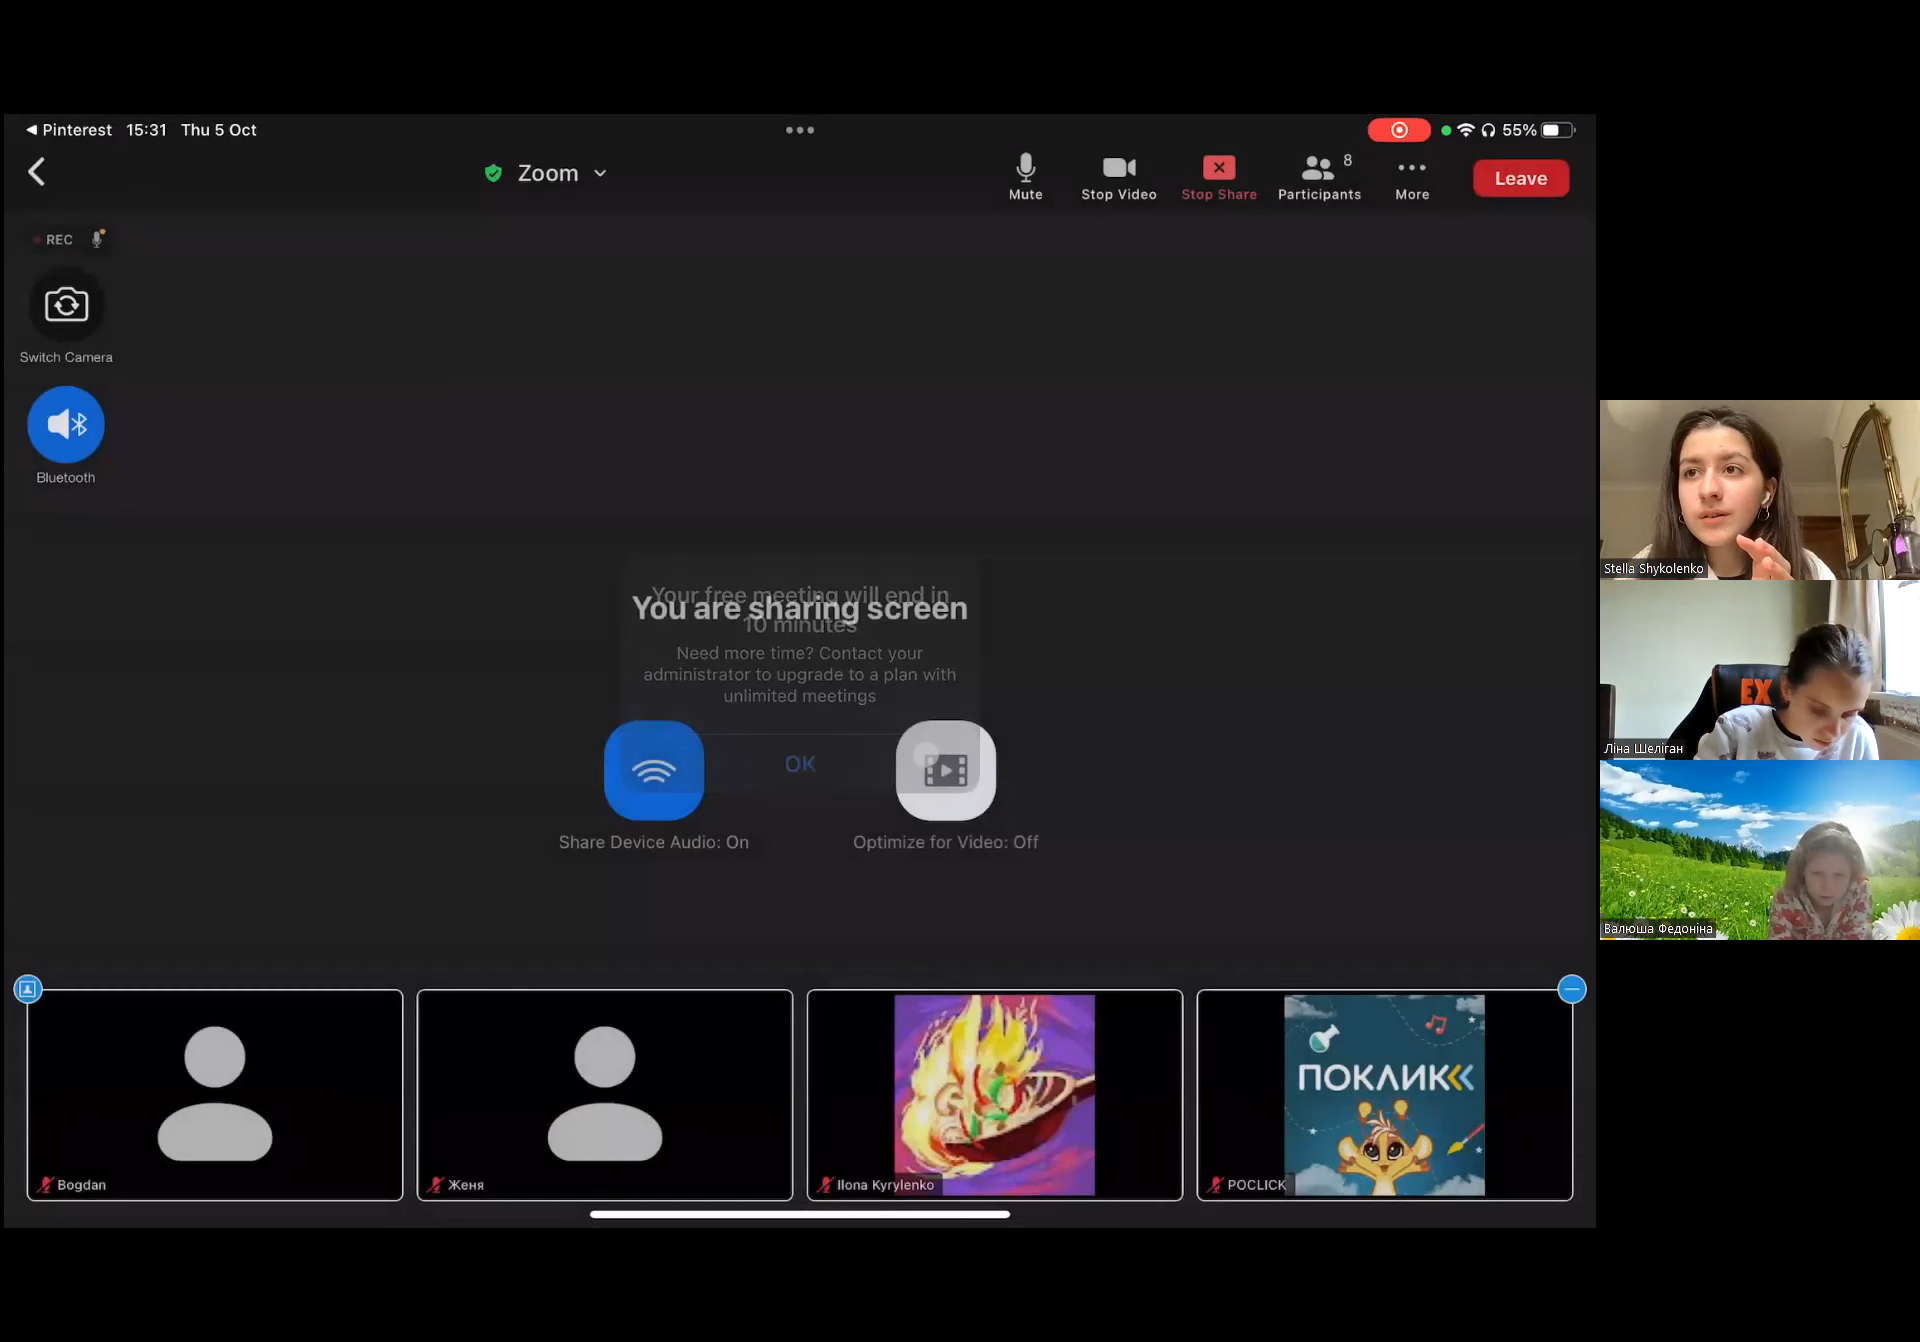 ◀ Pinterest 15:31 Thu 5 Oct
55%
Zoom
Mute
Stop Video
Stop Share
8
Participants
More
Leave
REC
Switch Camera
Bluetooth
Your free meeting will end in
You are sharing screen
10 minutes
Need more time? Contact your
administrator to upgrade to a plan with
unlimited meetings
OK
Share Device Audio: On
Optimize for Video: Off
Stella Shykolenko
EX
Ліна Шеліган
Валюша Федоніна
ПОКЛИК
Bogdan
Женя
Ilona Kyrylenko
POCLICK